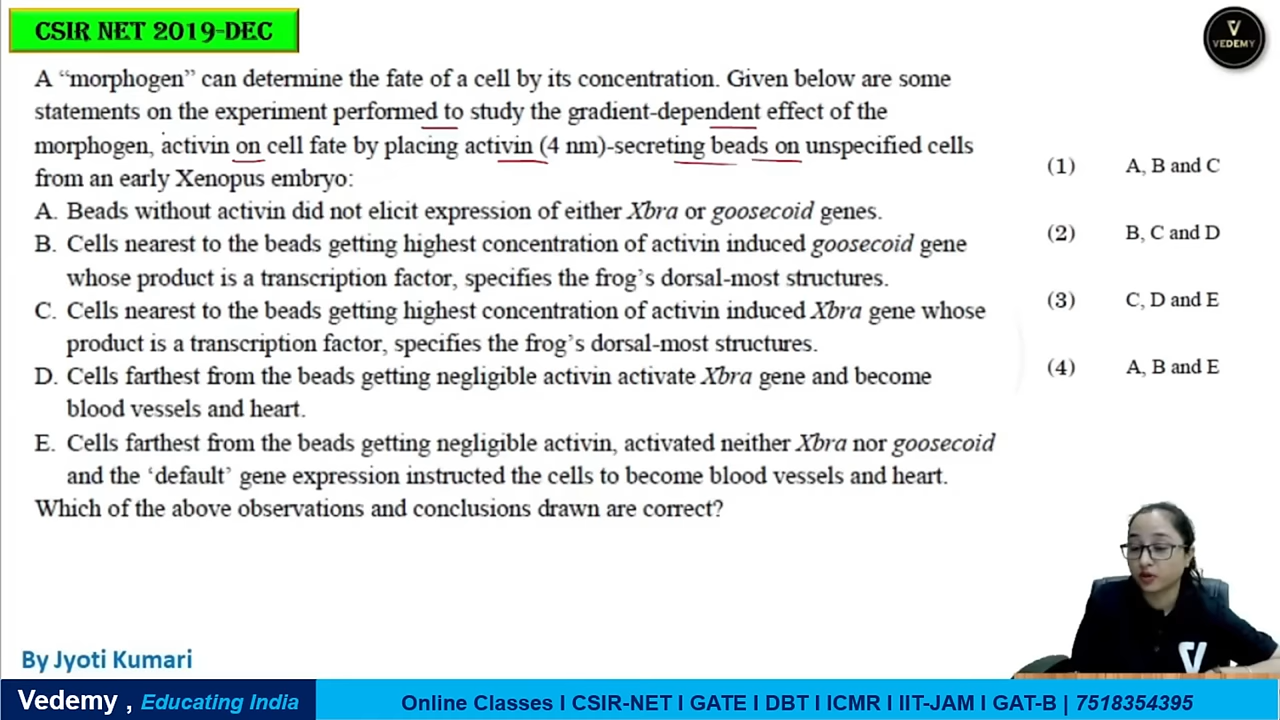 CSIR NET 2019-DEC
V
VEDEMY
A “morphogen” can determine the fate of a cell by its concentration. Given below are some
statements on the experiment performed to study the gradient-dependent effect of the
morphogen, activin on cell fate by placing activin (4 nm)-secreting beads on unspecified cells
from an early Xenopus embryo:
A. Beads without activin did not elicit expression of either Xbra or goosecoid genes.
B. Cells nearest to the beads getting highest concentration of activin induced goosecoid gene
whose product is a transcription factor, specifies the frog’s dorsal-most structures.
C. Cells nearest to the beads getting highest concentration of activin induced Xbra gene whose
product is a transcription factor, specifies the frog’s dorsal-most structures.
D. Cells farthest from the beads getting negligible activin activate Xbra gene and become
blood vessels and heart.
E. Cells farthest from the beads getting negligible activin, activated neither Xbra nor goosecoid
and the ‘default’ gene expression instructed the cells to become blood vessels and heart.
Which of the above observations and conclusions drawn are correct?
(1) A, B and C
(2) B, C and D
(3) C, D and E
(4) A, B and E
By Jyoti Kumari
Vedemy , Educating India
Online Classes I CSIR-NET I GATE I DBT I ICMR I IIT-JAM I GAT-B | 7518354395